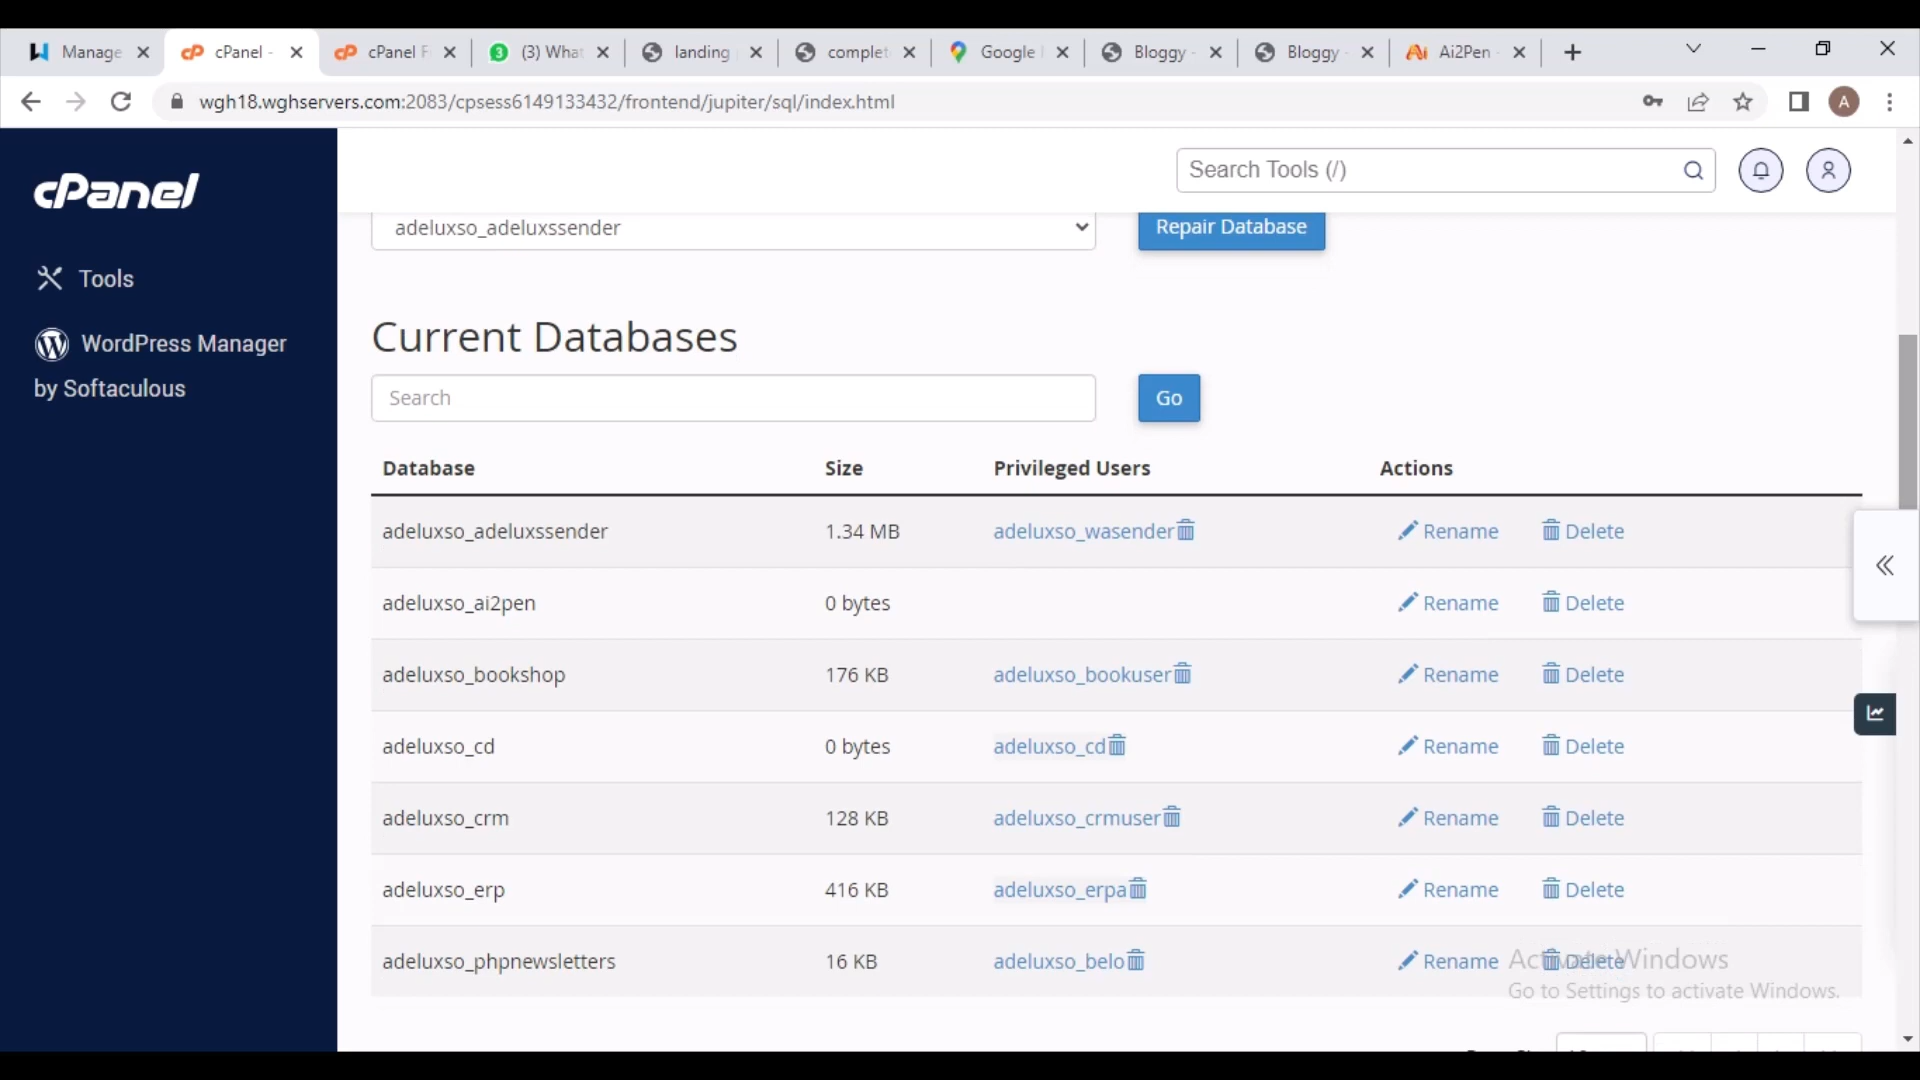 Manage
cPanel -
cPanel F
(3) What
landing
complet
Google
Bloggy -
Bloggy -
Ai2Pen -
wgh18.wghservers.com:2083/cpsess6149133432/frontend/jupiter/sql/index.html
A
cPanel
Search Tools (/)
Tools
WordPress Manager
by Softaculous
adeluxso_adeluxssender
Repair Database
Current Databases
Search
Go
Database Size Privileged Users Actions
adeluxso_adeluxssender 1.34 MB adeluxso_wasender Rename Delete
adeluxso_ai2pen 0 bytes Rename Delete
adeluxso_bookshop 176 KB adeluxso_bookuser Rename Delete
adeluxso_cd 0 bytes adeluxso_cd Rename Delete
adeluxso_crm 128 KB adeluxso_crmuser Rename Delete
adeluxso_erp 416 KB adeluxso_erpa Rename Delete
adeluxso_phpnewsletters 16 KB adeluxso_belo Rename Delete
Activate Windows
Go to Settings to activate Windows.